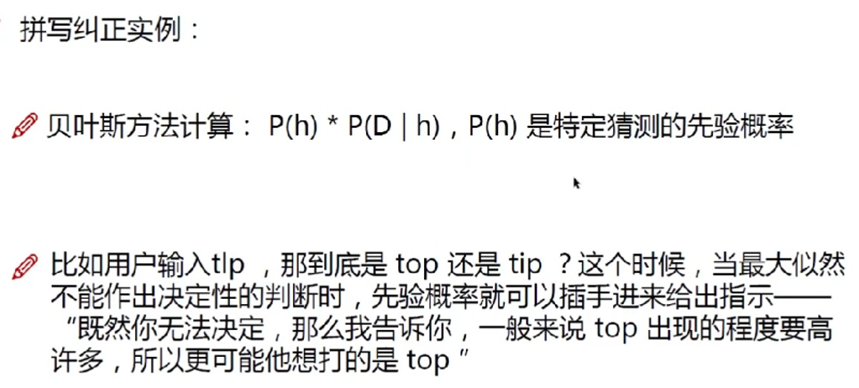 拼写纠正实例：
贝叶斯方法计算： P(h) * P(D | h)，P(h) 是特定猜测的先验概率
比如用户输入tlp ，那到底是 top 还是 tip ？这个时候，当最大似然
不能作出决定性的判断时，先验概率就可以插手进来给出指示——
“既然你无法决定，那么我告诉你，一般来说 top 出现的程度要高
许多，所以更可能他想打的是 top ”